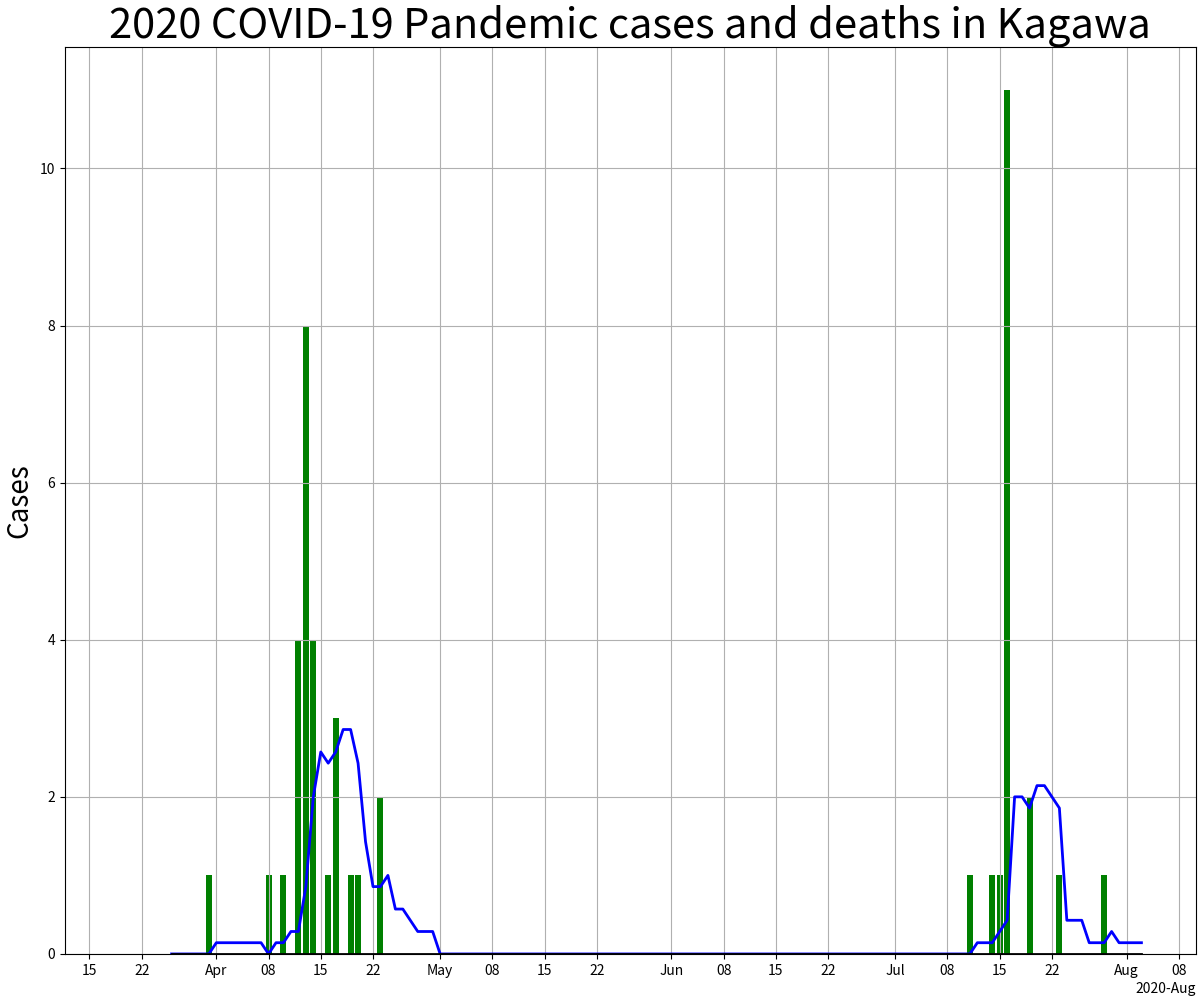 2020 COVID-19 Pandemic cases and deaths in Kagawa
Cases
10
8
6
4
2
0
15 22 Apr 08 15 22 May 08 15 22 Jun 08 15 22 Jul 08 15 22 Aug 08
2020-Aug